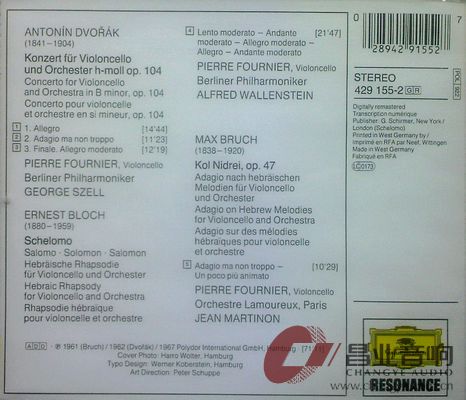 ANTONÍN DVOŘÁK
(1841–1904)
Konzert für Violoncello
und Orchester h-moll op. 104
Concerto for Violoncello
and Orchestra in B minor, op. 104
Concerto pour violoncelle
et orchestre en si mineur, op. 104
1 1. Allegro [14'44]
2 2. Adagio ma non troppo [11'23]
3 3. Finale. Allegro moderato [12'19]
PIERRE FOURNIER, Violoncello
Berliner Philharmoniker
GEORGE SZELL
ERNEST BLOCH
(1880–1959)
Schelomo
Salomo · Solomon · Salomon
Hebräische Rhapsodie
für Violoncello und Orchester
Hebraic Rhapsody
for Violoncello and Orchestra
Rhapsodie hébraïque
pour violoncelle et orchestre
4 Lento moderato – Andante [21'47]
moderato – Allegro moderato –
Allegro – Andante moderato
PIERRE FOURNIER, Violoncello
Berliner Philharmoniker
ALFRED WALLENSTEIN
MAX BRUCH
(1838–1920)
Kol Nidrei, op. 47
Adagio nach hebräischen
Melodien für Violoncello
und Orchester
Adagio on Hebrew Melodies
for Violoncello and Orchestra
Adagio sur des mélodies
hébraïques pour violoncelle
et orchestre
5 Adagio ma non troppo – [10'29]
Un poco più animato
PIERRE FOURNIER, Violoncello
Orchestre Lamoureux, Paris
JEAN MARTINON
ADD · ℗ 1961 (Bruch) / 1962 (Dvořák) / 1967 Polydor International GmbH, Hamburg
Cover Photo: Harro Wolter, Hamburg
Typo Design: Werner Koberstein, Hamburg
Art Direction: Peter Schuppe
0 28942 91552 7
STEREO
429 155-2 GR
Digitally remastered
Transcription numérique
Publisher: G. Schirmer, New York /
London (Schelomo)
Printed in West Germany by /
imprimé en RFA par Neef, Wittingen
Made in West Germany
Fabriqué en RFA
LC 0173
RESONANCE
昌业音响
CHANGYE AUDIO